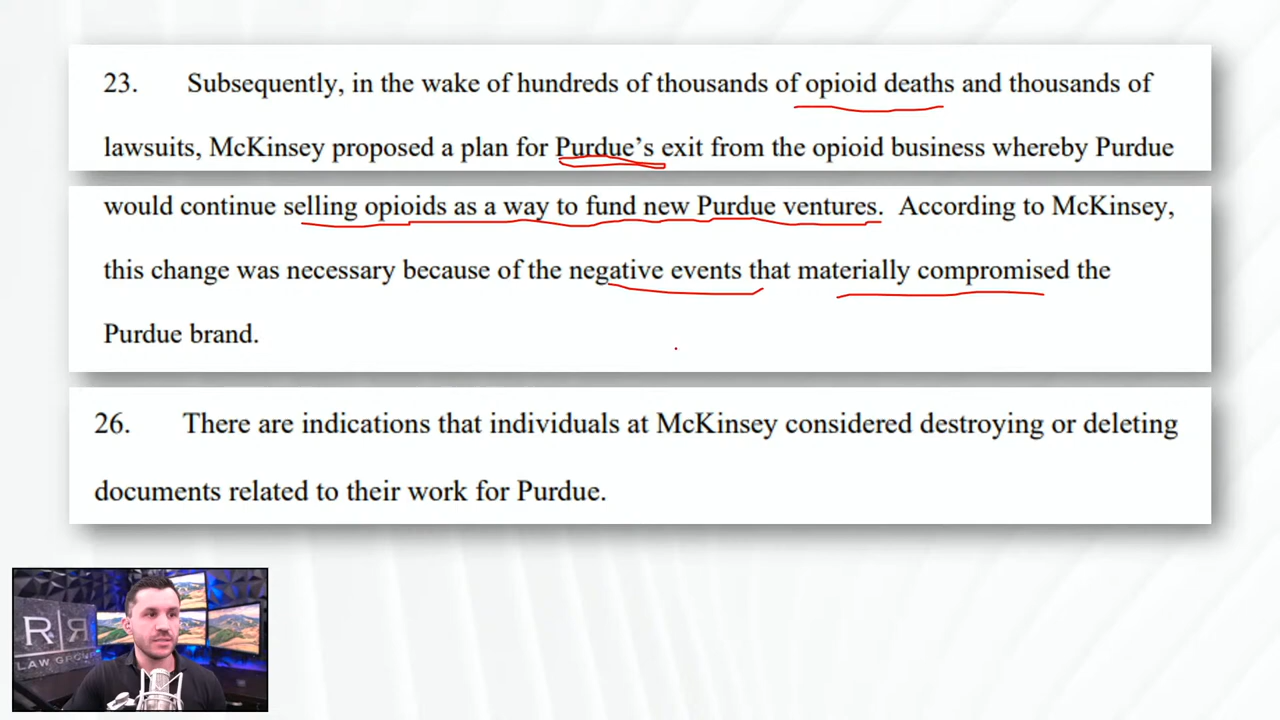 23. Subsequently, in the wake of hundreds of thousands of opioid deaths and thousands of
lawsuits, McKinsey proposed a plan for Purdue’s exit from the opioid business whereby Purdue
would continue selling opioids as a way to fund new Purdue ventures. According to McKinsey,
this change was necessary because of the negative events that materially compromised the
Purdue brand.
26. There are indications that individuals at McKinsey considered destroying or deleting
documents related to their work for Purdue.
R|R
LAW GROUP